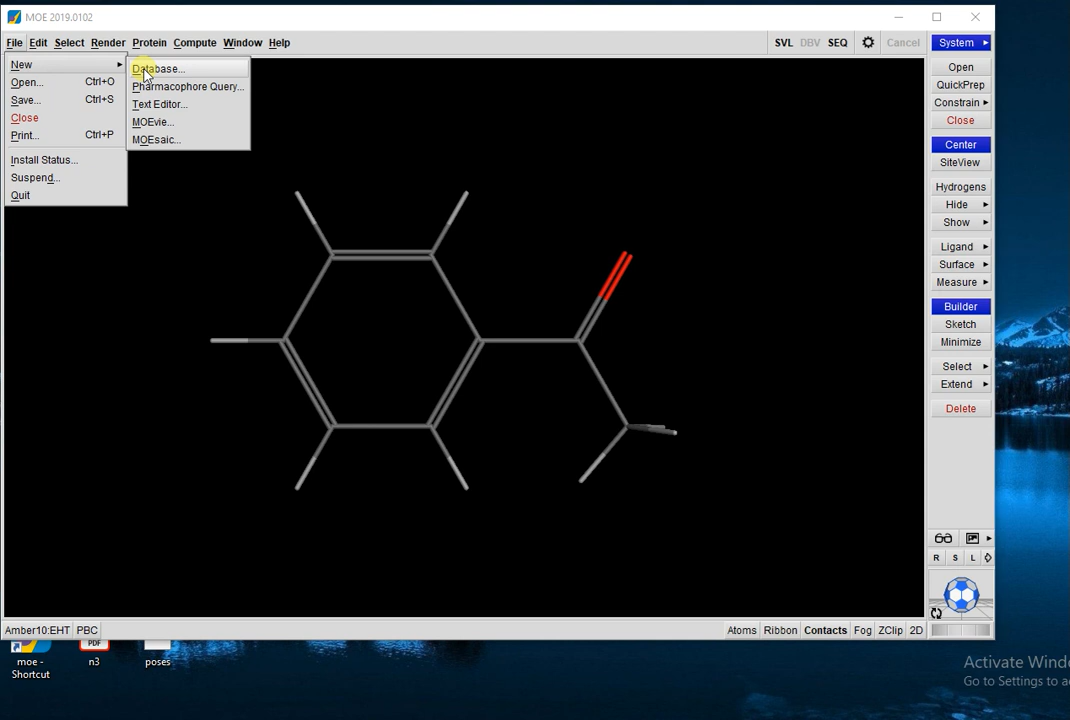 MOE 2019.0102
File Edit Select Render Protein Compute Window Help
SVL DBV SEQ Cancel
System
New
Open... Ctrl+O
Save... Ctrl+S
Close
Print... Ctrl+P
Install Status...
Suspend...
Quit
Database...
Pharmacophore Query...
Text Editor...
MOEvie...
MOEsaic...
Open
QuickPrep
Constrain
Close
Center
SiteView
Hydrogens
Hide
Show
Ligand
Surface
Measure
Builder
Sketch
Minimize
Select
Extend
Delete
R S L
Amber10:EHT PBC
Atoms Ribbon Contacts Fog ZClip 2D
moe -
Shortcut
PDF
n3
poses
Activate Windo
Go to Settings to a